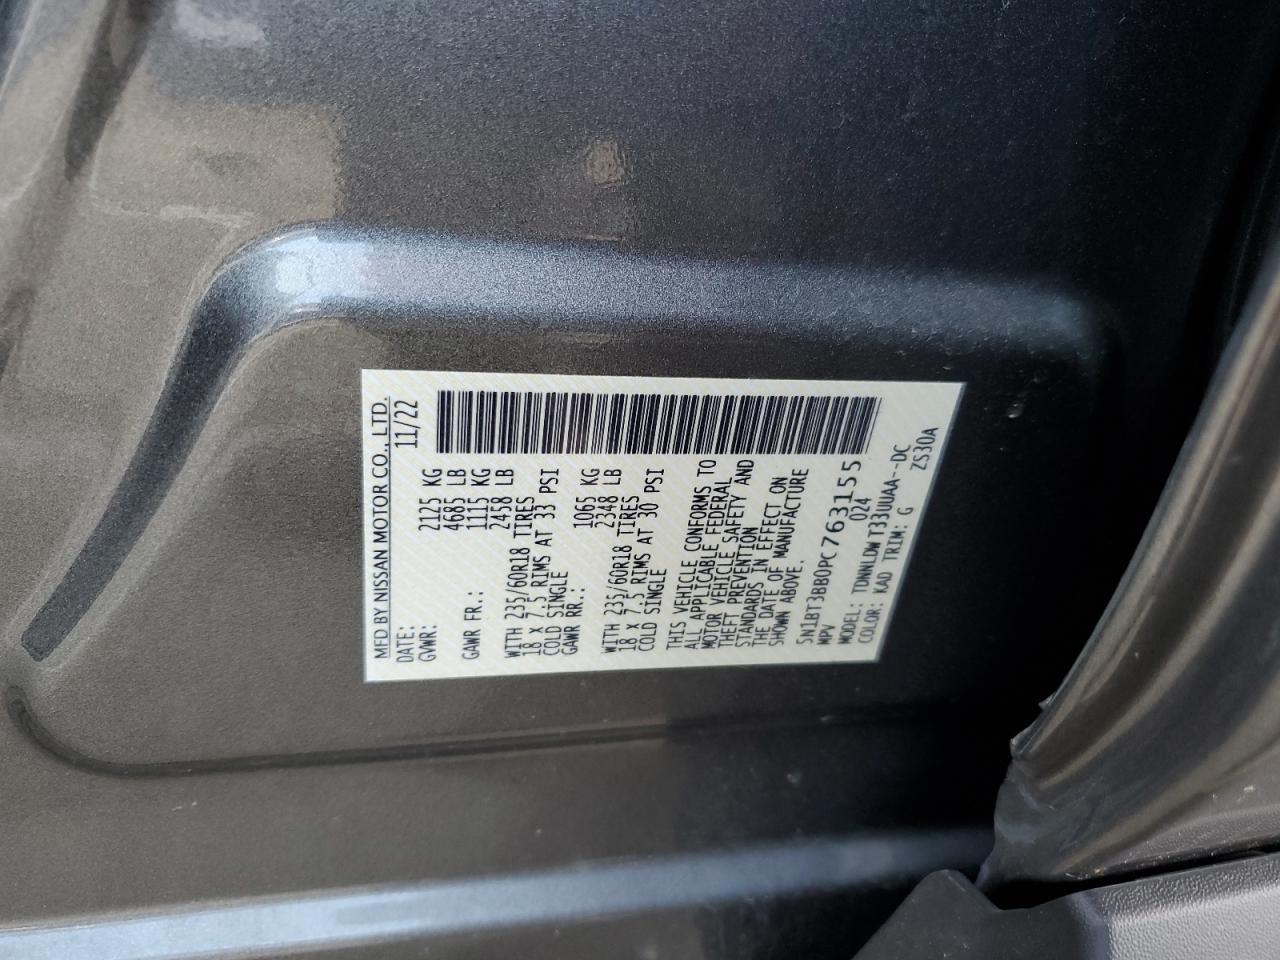 MFD BY NISSAN MOTOR CO., LTD.
DATE: 11/22
GVWR: 2125 KG
4685 LB
GAWR FR.: 1115 KG
2458 LB
WITH 235/60R18 TIRES
18 x 7.5 RIMS AT 33 PSI
COLD SINGLE
GAWR RR.: 1065 KG
2348 LB
WITH 235/60R18 TIRES
18 x 7.5 RIMS AT 30 PSI
COLD SINGLE
THIS VEHICLE CONFORMS TO
ALL APPLICABLE FEDERAL
MOTOR VEHICLE SAFETY AND
THEFT PREVENTION
STANDARDS IN EFFECT ON
THE DATE OF MANUFACTURE
SHOWN ABOVE.
5N1BT3BB0PC763155
MPV 024
MODEL: TDNNLDW T33UUAA--DC
COLOR: KAD TRIM: G ZS30A